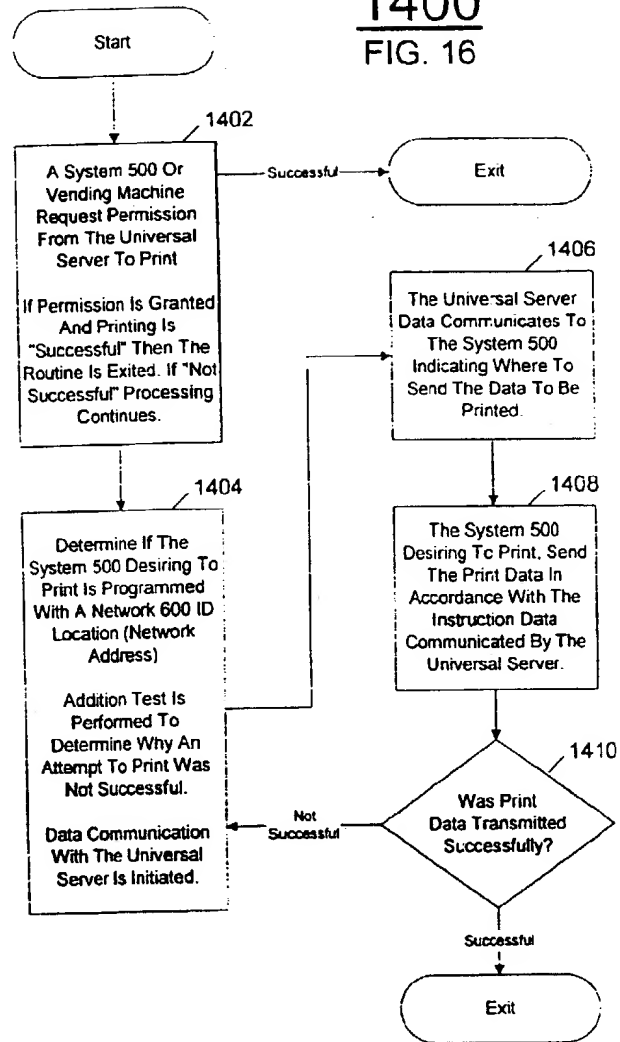 1400
FIG. 16
Start
1402
A System 500 Or
Vending Machine
Request Permission
From The Universal
Server To Print
If Permission Is Granted
And Printing Is
"Successful" Then The
Routine Is Exited. If "Not
Successful" Processing
Continues.
Successful
Exit
1404
Determine If The
System 500 Desiring To
Print Is Programmed
With A Network 600 ID
Location (Network
Address)
Addition Test Is
Performed To
Determine Why An
Attempt To Print Was
Not Successful.
Data Communication
With The Universal
Server Is Initiated.
1406
The Universal Server
Data Communicates To
The System 500
Indicating Where To
Send The Data To Be
Printed.
1408
The System 500
Desiring To Print, Send
The Print Data In
Accordance With The
Instruction Data
Communicated By The
Universal Server.
1410
Was Print
Data Transmitted
Successfully?
Not
Successful
Successful
Exit